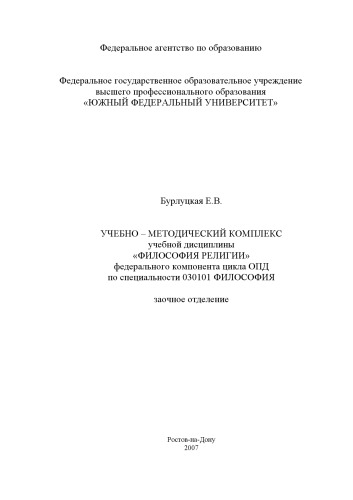 Федеральное агентство по образованию
Федеральное государственное образовательное учреждение
высшего профессионального образования
«ЮЖНЫЙ ФЕДЕРАЛЬНЫЙ УНИВЕРСИТЕТ»
Бурлуцкая Е.В.
УЧЕБНО – МЕТОДИЧЕСКИЙ КОМПЛЕКС
учебной дисциплины
«ФИЛОСОФИЯ РЕЛИГИИ»
федерального компонента цикла ОПД
по специальности 030101 ФИЛОСОФИЯ
заочное отделение
Ростов-на-Дону
2007